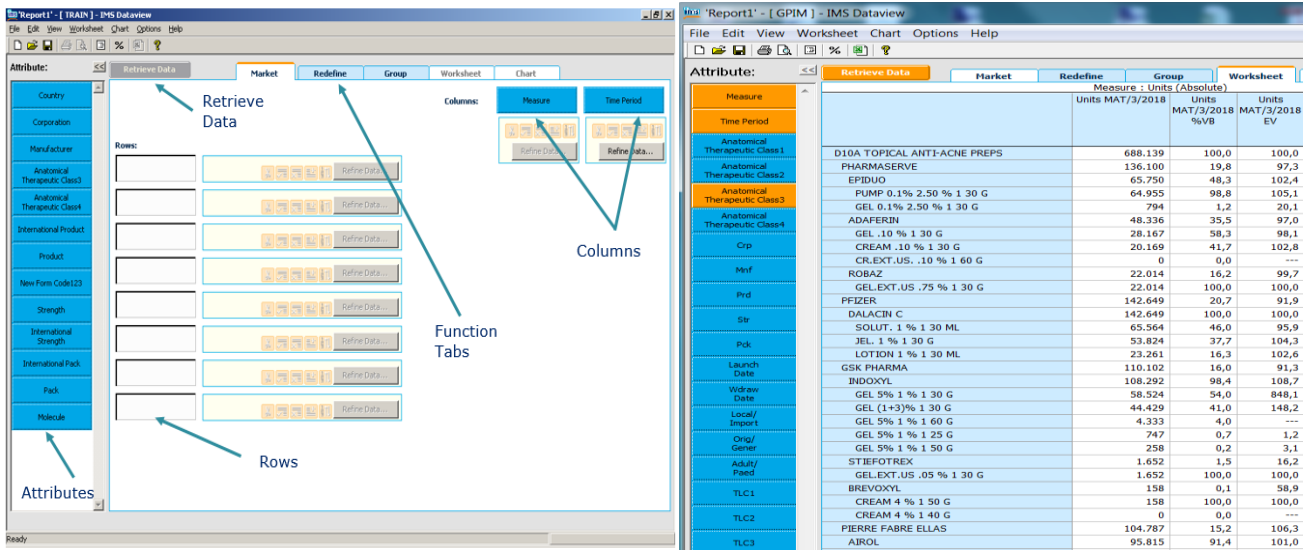 'Report1' - [ TRAIN ] - IMS Dataview
File Edit View Worksheet Chart Options Help
Attribute: <<
Retrieve Data
Market Redefine Group Worksheet Chart
Country
Corporation
Manufacturer
Anatomical
Therapeutic Class3
Anatomical
Therapeutic Class4
International Product
Product
New Form Code123
Strength
International
Strength
International Pack
Pack
Molecule
Retrieve
Data
Columns: Measure Time Period
Refine Data... Refine Data...
Rows:
Refine Data...
Refine Data...
Refine Data...
Refine Data...
Refine Data...
Refine Data...
Refine Data...
Refine Data...
Columns
Function
Tabs
Rows
Attributes
Ready
'Report1' - [ GPIM ] - IMS Dataview
File Edit View Worksheet Chart Options Help
Attribute: <<
Retrieve Data
Market Redefine Group Worksheet
Measure
Time Period
Anatomical
Therapeutic Class1
Anatomical
Therapeutic Class2
Anatomical
Therapeutic Class3
Anatomical
Therapeutic Class4
Crp
Mnf
Prd
Str
Pck
Launch
Date
Wdraw
Date
Local/
Import
Orig/
Gener
Adult/
Paed
TLC1
TLC2
TLC3
Measure : Units (Absolute)
Units MAT/3/2018 Units Units
MAT/3/2018 MAT/3/2018
%VB EV
D10A TOPICAL ANTI-ACNE PREPS 688.139 100,0 100,0
PHARMASERVE 136.100 19,8 97,3
EPIDUO 65.750 48,3 102,4
PUMP 0.1% 2.50 % 1 30 G 64.955 98,8 105,1
GEL 0.1% 2.50 % 1 30 G 794 1,2 20,1
ADAFERIN 48.336 35,5 97,0
GEL .10 % 1 30 G 28.167 58,3 98,1
CREAM .10 % 1 30 G 20.169 41,7 102,8
CR.EXT.US. .10 % 1 60 G 0 0,0 ---
ROBAZ 22.014 16,2 99,7
GEL.EXT.US .75 % 1 30 G 22.014 100,0 100,0
PFIZER 142.649 20,7 91,9
DALACIN C 142.649 100,0 100,0
SOLUT. 1 % 1 30 ML 65.564 46,0 95,9
JEL. 1 % 1 30 G 53.824 37,7 104,3
LOTION 1 % 1 30 ML 23.261 16,3 102,6
GSK PHARMA 110.102 16,0 91,3
INDOXYL 108.292 98,4 108,7
GEL 5% 1 % 1 30 G 58.524 54,0 848,1
GEL (1+3)% 1 30 G 44.429 41,0 148,2
GEL 5% 1 % 1 60 G 4.333 4,0 ---
GEL 5% 1 % 1 25 G 747 0,7 1,2
GEL 5% 1 % 1 50 G 258 0,2 3,1
STIEFOTREX 1.652 1,5 16,2
GEL.EXT.US .05 % 1 30 G 1.652 100,0 100,0
BREVOXYL 158 0,1 58,9
CREAM 4 % 1 50 G 158 100,0 100,0
CREAM 4 % 1 40 G 0 0,0 ---
PIERRE FABRE ELLAS 104.787 15,2 106,3
AIROL 95.815 91,4 101,0